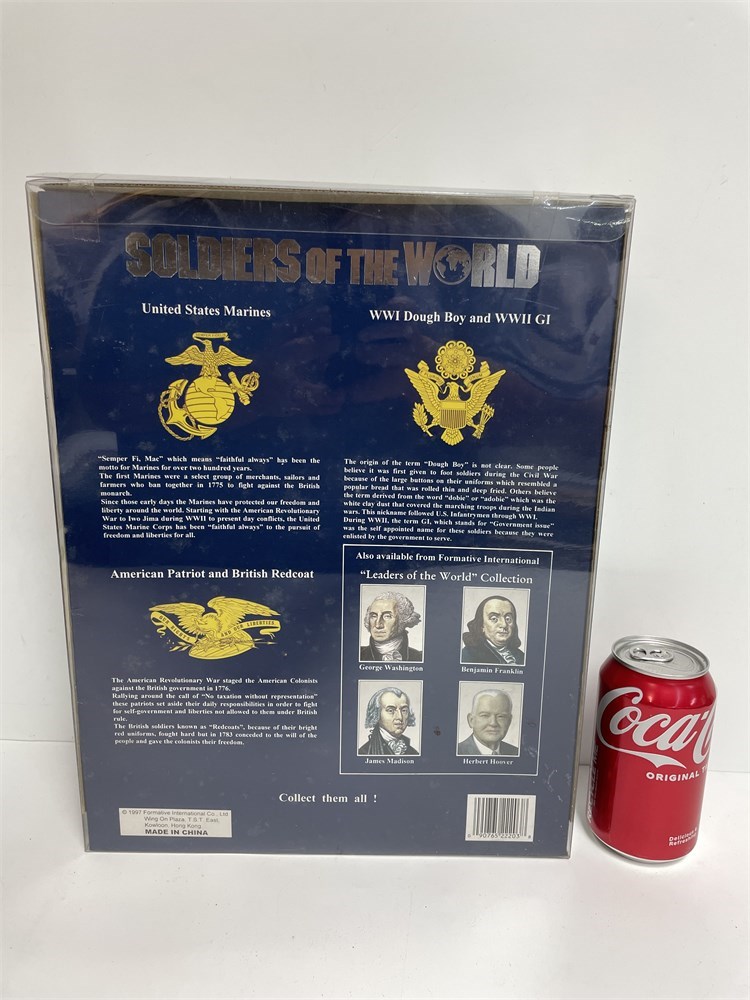 SOLDIERS OF THE WORLD
United States Marines
"Semper Fi, Mac" which means "faithful always" has been the
motto for Marines for over two hundred years.
The first Marines were a select group of merchants, sailors and
farmers who ban together in 1775 to fight against the British
monarch.
Since those early days the Marines have protected our freedom and
liberty around the world. Starting with the American Revolutionary
War to Iwo Jima during WWII to present day conflicts, the United
States Marine Corps has been "faithful always" to the pursuit of
freedom and liberties for all.
WWI Dough Boy and WWII GI
The origin of the term "Dough Boy" is not clear. Some people
believe it was first given to foot soldiers during the Civil War
because of the large buttons on their uniforms which resembled a
popular bread that was rolled thin and deep fried. Others believe
the term derived from the word "dobie" or "adobie" which was the
white clay dust that covered the marching troops during the Indian
wars. This nickname followed U.S. Infantrymen through WWI.
During WWII, the term GI, which stands for "Government issue"
was the self appointed name for these soldiers because they were
enlisted by the government to serve.
American Patriot and British Redcoat
OUR RIGHTS AND OUR LIBERTIES
The American Revolutionary War staged the American Colonists
against the British government in 1776.
Rallying around the call of "No taxation without representation"
these patriots set aside their daily responsibilities in order to fight
for self-government and liberties not allowed to them under British
rule.
The British soldiers known as "Redcoats", because of their bright
red uniforms, fought hard but in 1783 conceded to the will of the
people and gave the colonists their freedom.
Also available from Formative International
"Leaders of the World" Collection
George Washington
Benjamin Franklin
James Madison
Herbert Hoover
Collect them all !
© 1997 Formative International Co., Ltd.
Wing On Plaza, T.S.T. East,
Kowloon, Hong Kong
MADE IN CHINA
90765 22203
Coca
ORIGINAL T
Delicious
Refreshing